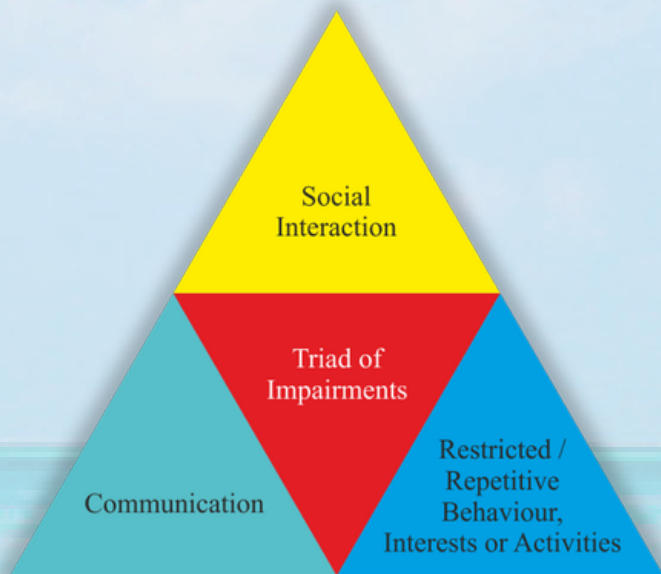 Social
Interaction
Triad of
Impairments
Communication
Restricted /
Repetitive
Behaviour,
Interests or Activities